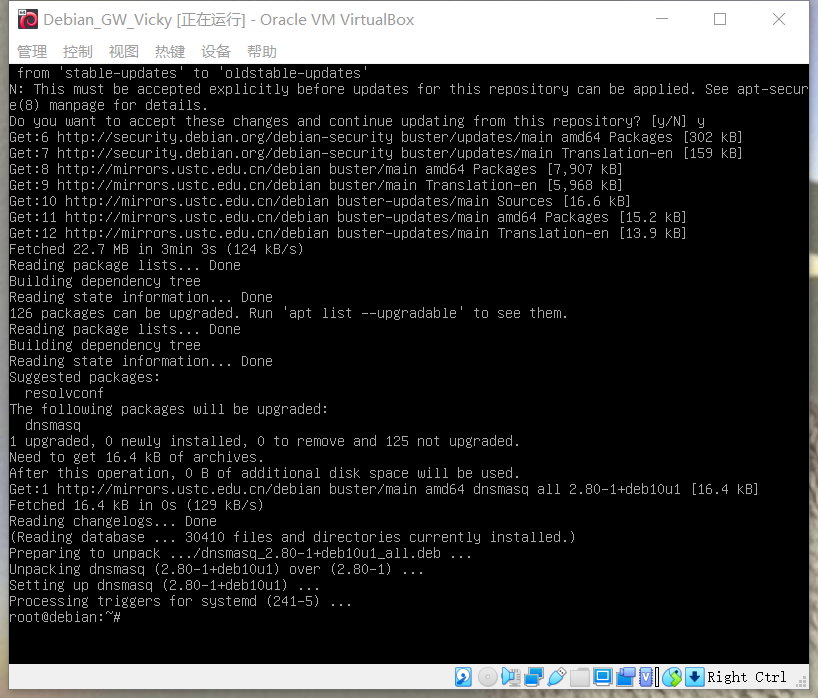 Debian_GW_Vicky [正在运行] - Oracle VM VirtualBox
管理 控制 视图 热键 设备 帮助
from 'stable-updates' to 'oldstable-updates'
N: This must be accepted explicitly before updates for this repository can be applied. See apt-secur
e(8) manpage for details.
Do you want to accept these changes and continue updating from this repository? [y/N] y
Get:6 http://security.debian.org/debian-security buster/updates/main amd64 Packages [302 kB]
Get:7 http://security.debian.org/debian-security buster/updates/main Translation-en [159 kB]
Get:8 http://mirrors.ustc.edu.cn/debian buster/main amd64 Packages [7,907 kB]
Get:9 http://mirrors.ustc.edu.cn/debian buster/main Translation-en [5,968 kB]
Get:10 http://mirrors.ustc.edu.cn/debian buster-updates/main Sources [16.6 kB]
Get:11 http://mirrors.ustc.edu.cn/debian buster-updates/main amd64 Packages [15.2 kB]
Get:12 http://mirrors.ustc.edu.cn/debian buster-updates/main Translation-en [13.9 kB]
Fetched 22.7 MB in 3min 3s (124 kB/s)
Reading package lists... Done
Building dependency tree
Reading state information... Done
126 packages can be upgraded. Run 'apt list --upgradable' to see them.
Reading package lists... Done
Building dependency tree
Reading state information... Done
Suggested packages:
resolvconf
The following packages will be upgraded:
dnsmasq
1 upgraded, 0 newly installed, 0 to remove and 125 not upgraded.
Need to get 16.4 kB of archives.
After this operation, 0 B of additional disk space will be used.
Get:1 http://mirrors.ustc.edu.cn/debian buster/main amd64 dnsmasq all 2.80-1+deb10u1 [16.4 kB]
Fetched 16.4 kB in 0s (129 kB/s)
Reading changelogs... Done
(Reading database ... 30410 files and directories currently installed.)
Preparing to unpack .../dnsmasq_2.80-1+deb10u1_all.deb ...
Unpacking dnsmasq (2.80-1+deb10u1) over (2.80-1) ...
Setting up dnsmasq (2.80-1+deb10u1) ...
Processing triggers for systemd (241-5) ...
root@debian:~#
Right Ctrl